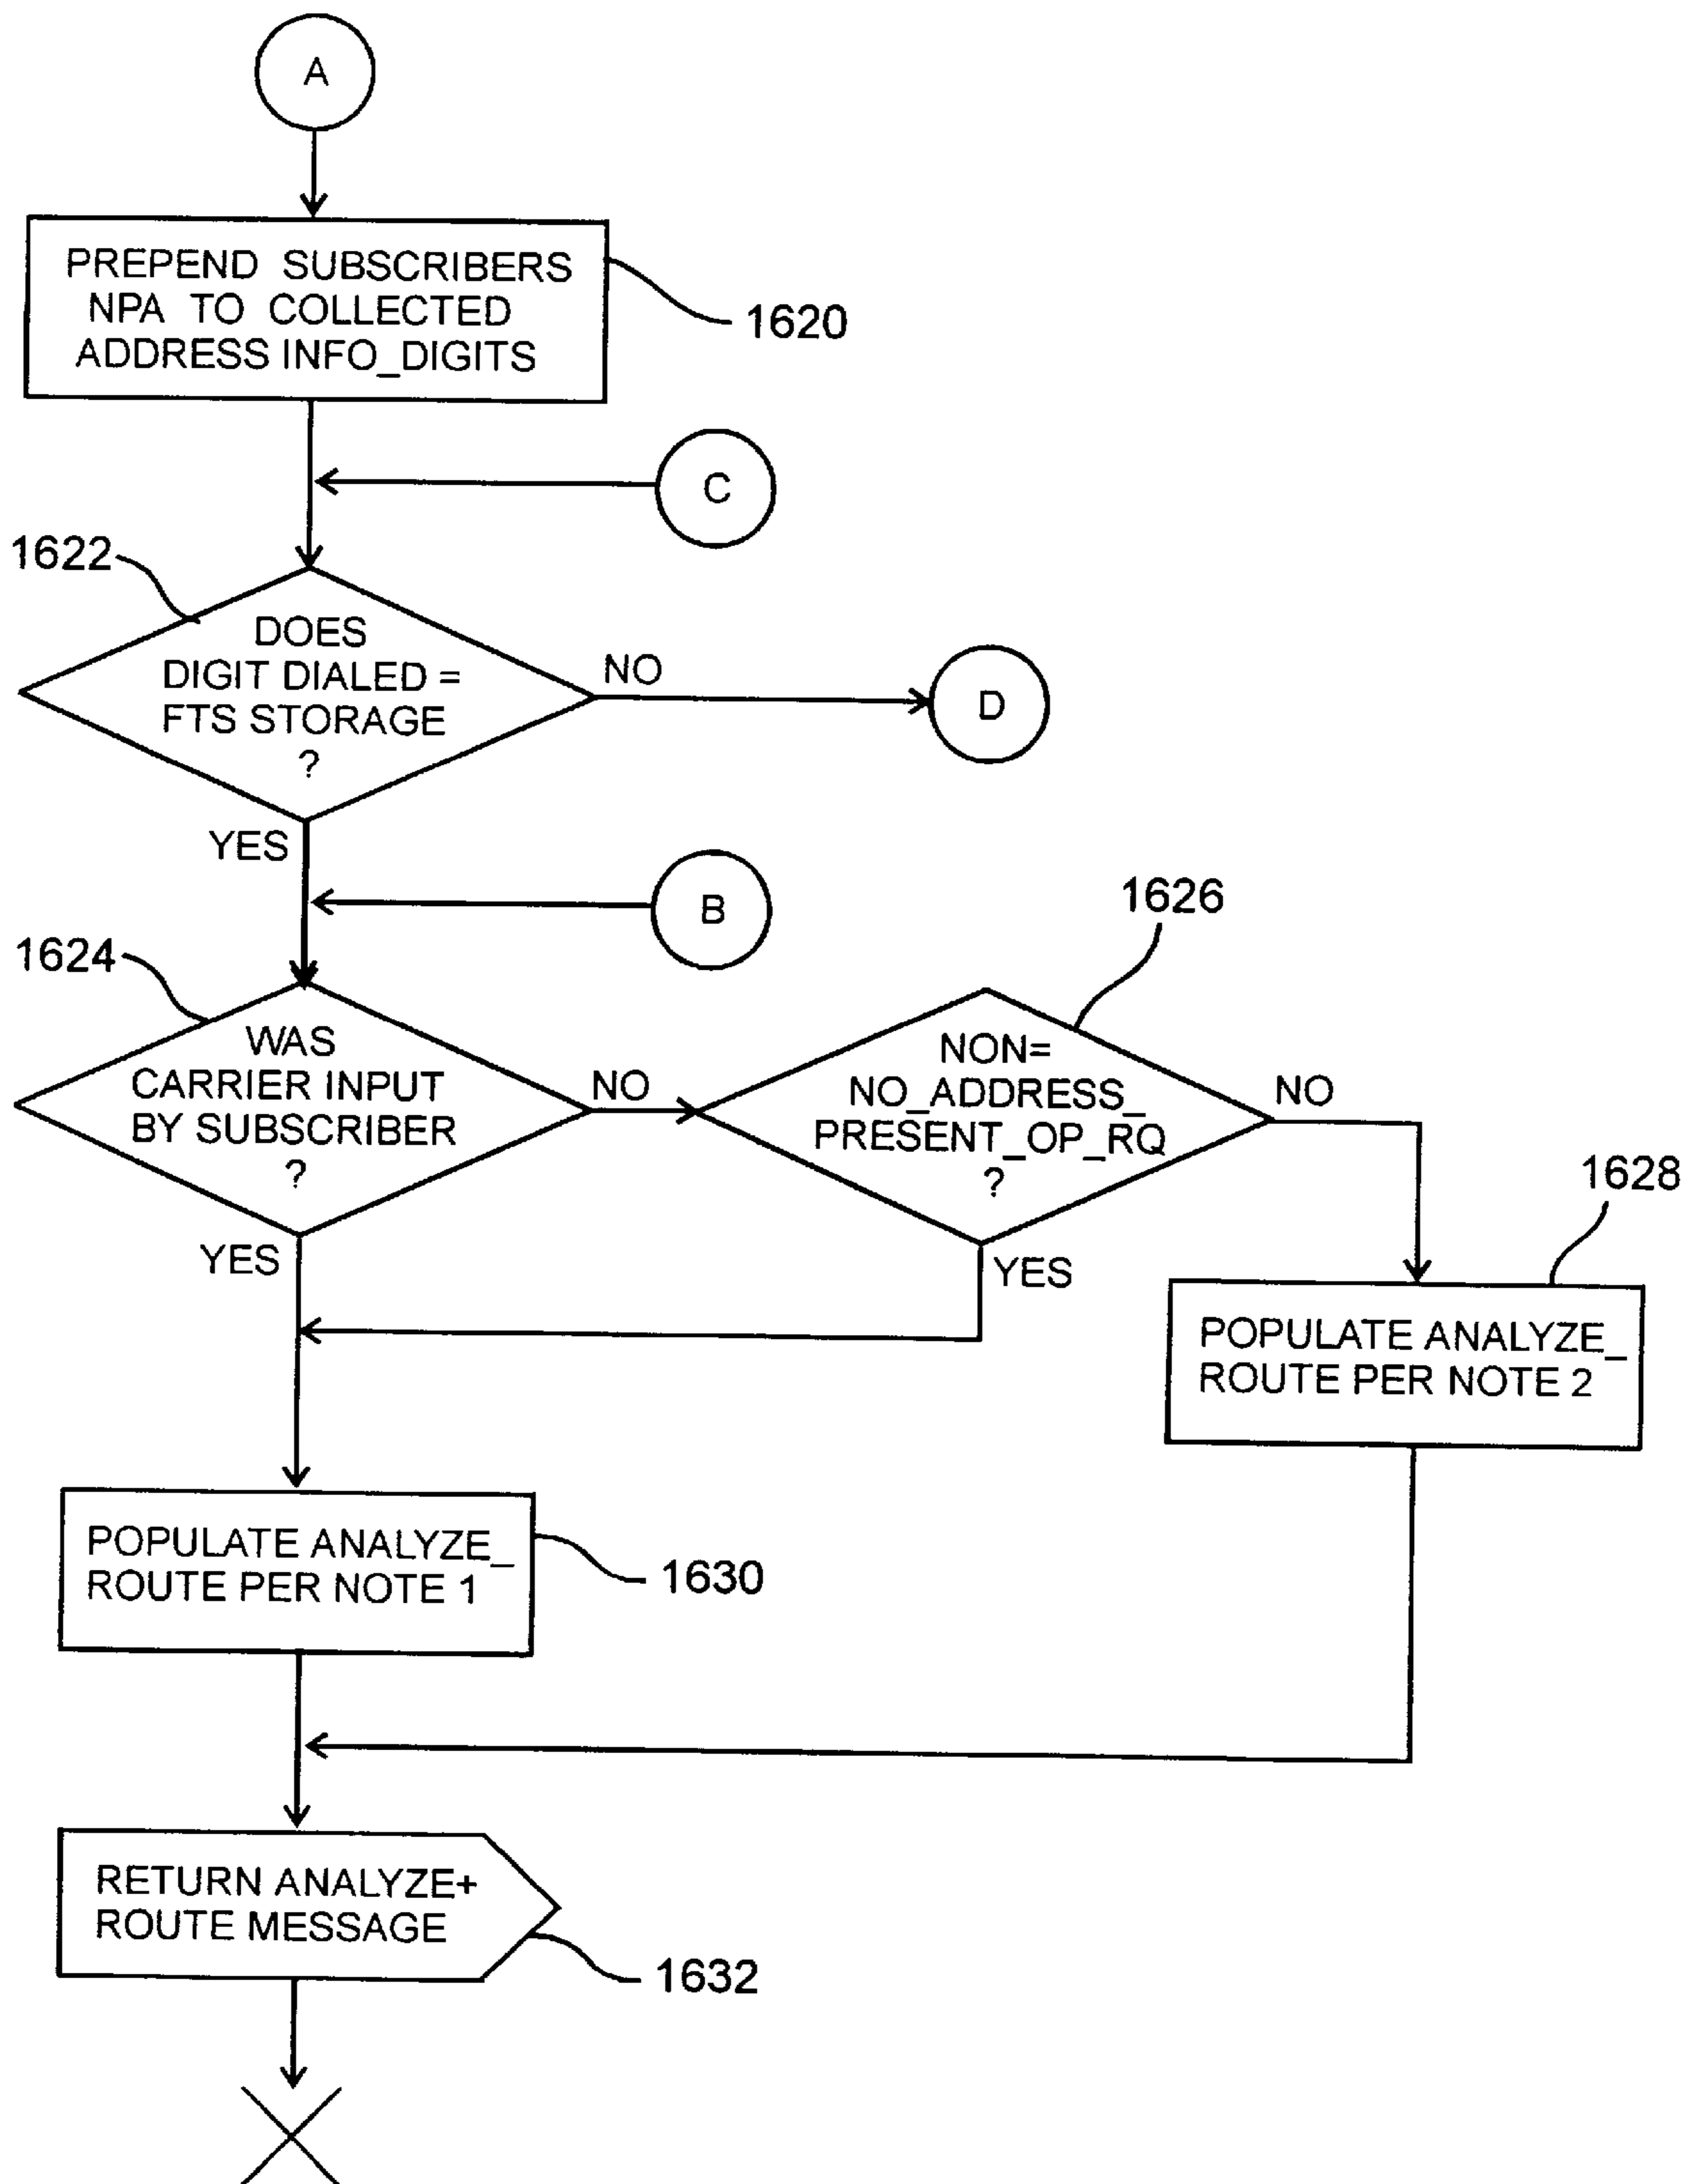 A
PREPEND SUBSCRIBERS
NPA TO COLLECTED
ADDRESS INFO_DIGITS
1620
C
1622
DOES
DIGIT DIALED =
FTS STORAGE
?
NO
D
YES
B
1624
WAS
CARRIER INPUT
BY SUBSCRIBER
?
NO
YES
1626
NON=
NO_ADDRESS_
PRESENT_OP_RQ
?
NO
YES
1628
POPULATE ANALYZE_
ROUTE PER NOTE 2
POPULATE ANALYZE_
ROUTE PER NOTE 1
1630
RETURN ANALYZE+
ROUTE MESSAGE
1632